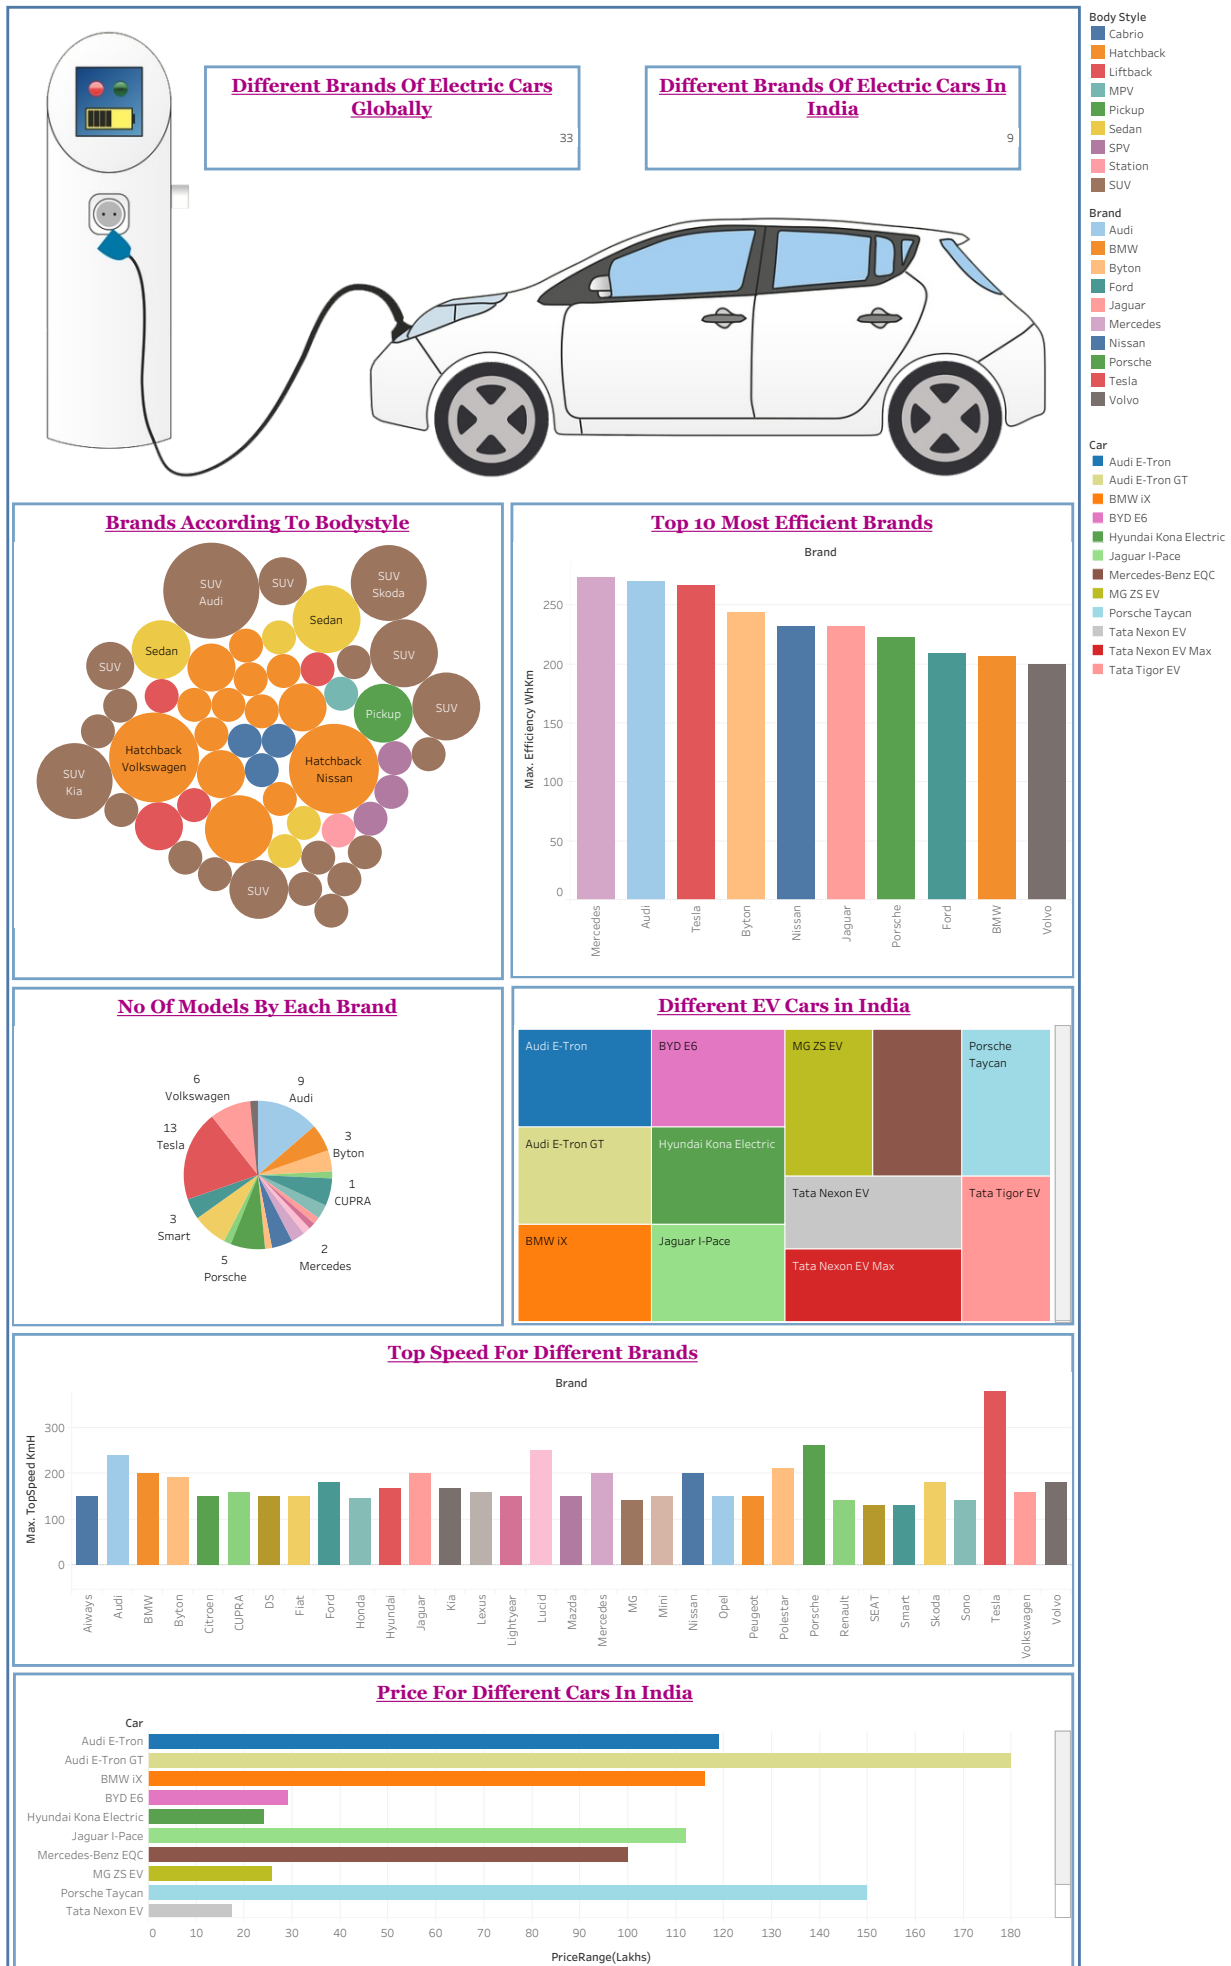 Different Brands Of Electric Cars
Globally
33
Different Brands Of Electric Cars In
India
9
Body Style
Cabrio
Hatchback
Liftback
MPV
Pickup
Sedan
SPV
Station
SUV
Brand
Audi
BMW
Byton
Ford
Jaguar
Mercedes
Nissan
Porsche
Tesla
Volvo
Car
Audi E-Tron
Audi E-Tron GT
BMW iX
BYD E6
Hyundai Kona Electric
Jaguar I-Pace
Mercedes-Benz EQC
MG ZS EV
Porsche Taycan
Tata Nexon EV
Tata Nexon EV Max
Tata Tigor EV
Brands According To Bodystyle
SUV
Audi
SUV
SUV
Skoda
Sedan
Sedan
SUV
SUV
SUV
Pickup
Hatchback
Volkswagen
Hatchback
Nissan
SUV
Kia
SUV
Top 10 Most Efficient Brands
Brand
Max. Efficiency WhKm
250
200
150
100
50
0
Mercedes
Audi
Tesla
Byton
Nissan
Jaguar
Porsche
Ford
BMW
Volvo
No Of Models By Each Brand
6
Volkswagen
9
Audi
13
Tesla
3
Byton
1
CUPRA
3
Smart
2
Mercedes
5
Porsche
Different EV Cars in India
Audi E-Tron
BYD E6
MG ZS EV
Porsche
Taycan
Audi E-Tron GT
Hyundai Kona Electric
Tata Nexon EV
Tata Tigor EV
BMW iX
Jaguar I-Pace
Tata Nexon EV Max
Top Speed For Different Brands
Brand
Max. TopSpeed KmH
300
200
100
0
Aiways
Audi
BMW
Byton
Citroen
CUPRA
DS
Fiat
Ford
Honda
Hyundai
Jaguar
Kia
Lexus
Lightyear
Lucid
Mazda
Mercedes
MG
Mini
Nissan
Opel
Peugeot
Polestar
Porsche
Renault
SEAT
Smart
Skoda
Sono
Tesla
Volkswagen
Volvo
Price For Different Cars In India
Car
Audi E-Tron
Audi E-Tron GT
BMW iX
BYD E6
Hyundai Kona Electric
Jaguar I-Pace
Mercedes-Benz EQC
MG ZS EV
Porsche Taycan
Tata Nexon EV
0 10 20 30 40 50 60 70 80 90 100 110 120 130 140 150 160 170 180
PriceRange(Lakhs)